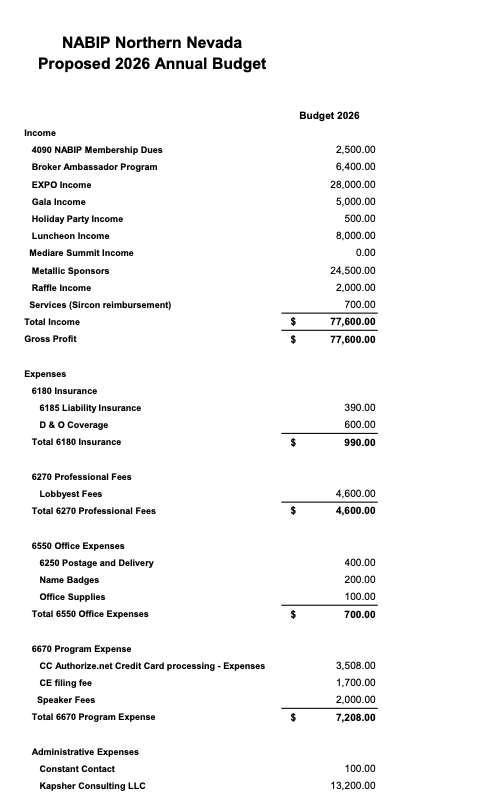 NABIP Northern Nevada
Proposed 2026 Annual Budget
Budget 2026
Income
4090 NABIP Membership Dues 2,500.00
Broker Ambassador Program 6,400.00
EXPO Income 28,000.00
Gala Income 5,000.00
Holiday Party Income 500.00
Luncheon Income 8,000.00
Mediare Summit Income 0.00
Metallic Sponsors 24,500.00
Raffle Income 2,000.00
Services (Sircon reimbursement) 700.00
Total Income $ 77,600.00
Gross Profit $ 77,600.00
Expenses
6180 Insurance
6185 Liability Insurance 390.00
D & O Coverage 600.00
Total 6180 Insurance $ 990.00
6270 Professional Fees
Lobbyest Fees 4,600.00
Total 6270 Professional Fees $ 4,600.00
6550 Office Expenses
6250 Postage and Delivery 400.00
Name Badges 200.00
Office Supplies 100.00
Total 6550 Office Expenses $ 700.00
6670 Program Expense
CC Authorize.net Credit Card processing - Expenses 3,508.00
CE filing fee 1,700.00
Speaker Fees 2,000.00
Total 6670 Program Expense $ 7,208.00
Administrative Expenses
Constant Contact 100.00
Kapsher Consulting LLC 13,200.00